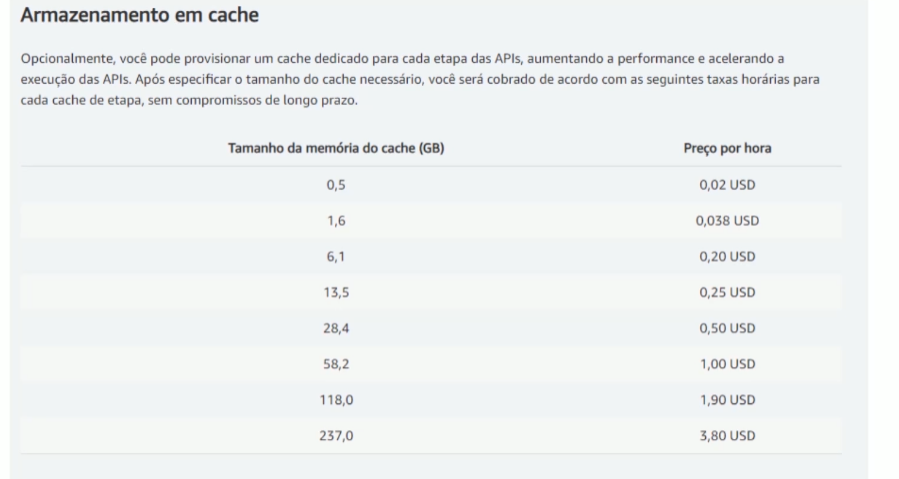 Armazenamento em cache
Opcionalmente, você pode provisionar um cache dedicado para cada etapa das APIs, aumentando a performance e acelerando a
execução das APIs. Após especificar o tamanho do cache necessário, você será cobrado de acordo com as seguintes taxas horárias para
cada cache de etapa, sem compromissos de longo prazo.
Tamanho da memória do cache (GB) Preço por hora
0,5 0,02 USD
1,6 0,038 USD
6,1 0,20 USD
13,5 0,25 USD
28,4 0,50 USD
58,2 1,00 USD
118,0 1,90 USD
237,0 3,80 USD